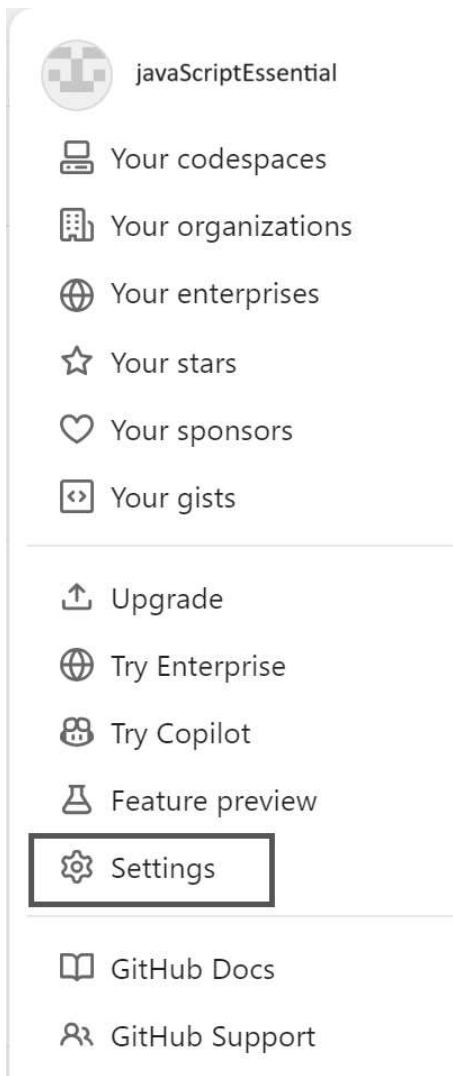 javaScriptEssential
Your codespaces
Your organizations
Your enterprises
Your stars
Your sponsors
Your gists
Upgrade
Try Enterprise
Try Copilot
Feature preview
Settings
GitHub Docs
GitHub Support